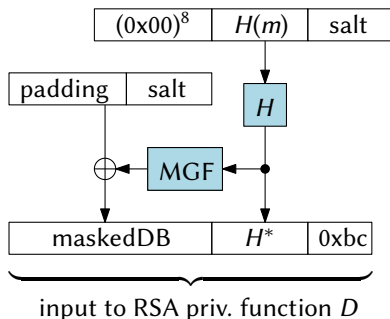 (0x00)⁸ H(m) salt
padding salt
H
MGF
maskedDB H* 0xbc
input to RSA priv. function D